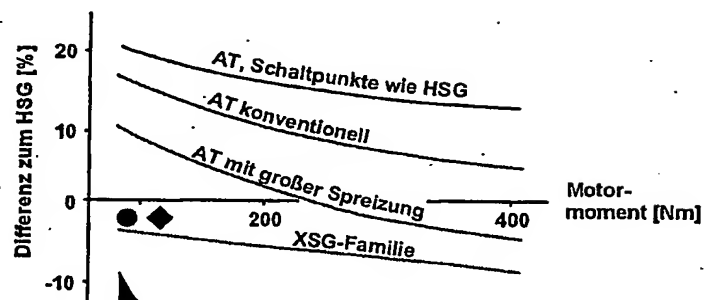 Differenz zum HSG [%]
20
10
0
-10
AT, Schaltpunkte wie HSG
AT konventionell
AT mit großer Spreizung
XSG-Familie
200
400
Motor-
moment [Nm]